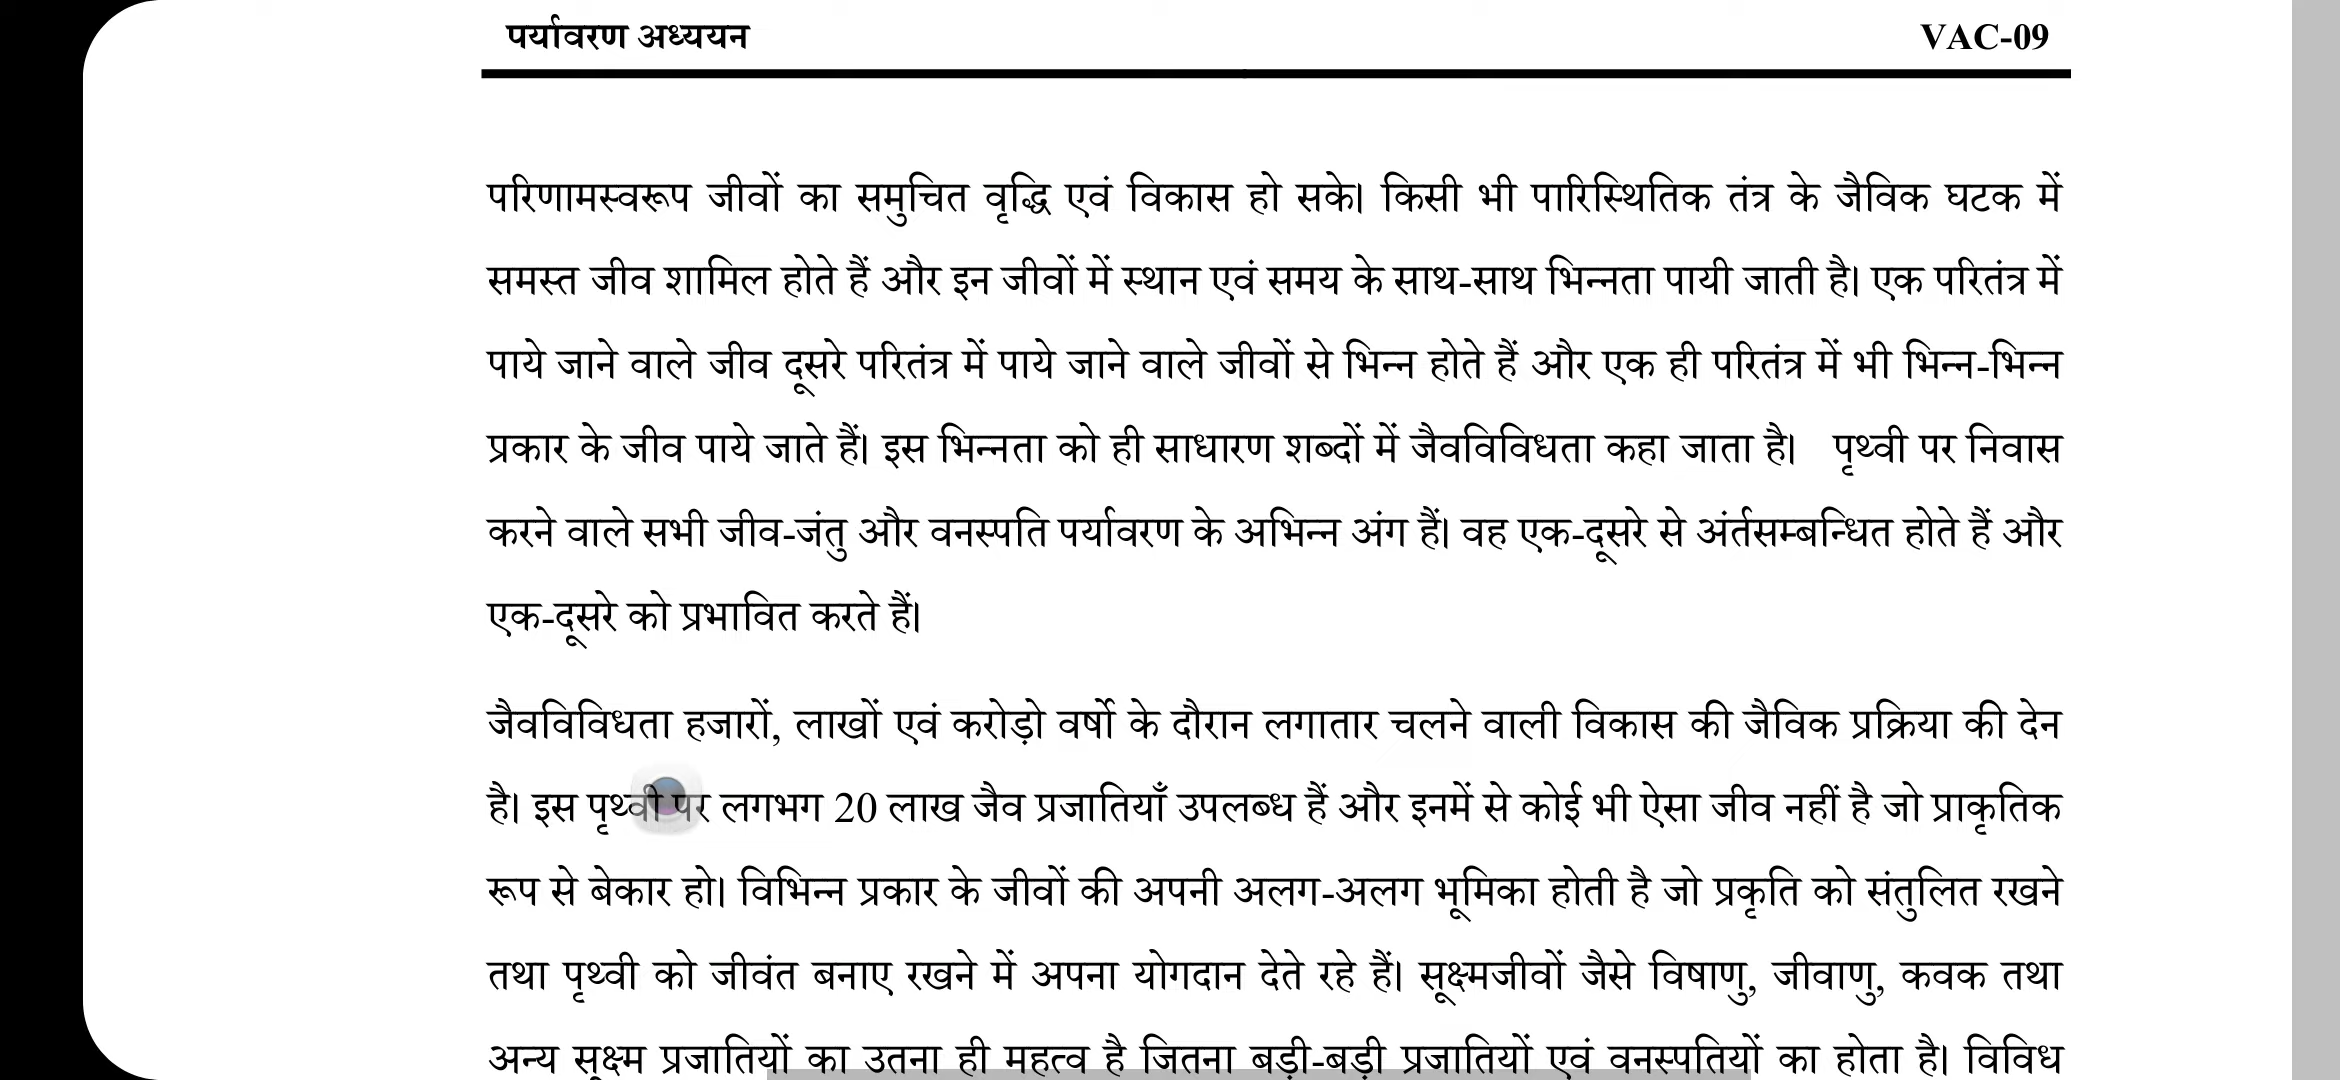 पर्यावरण अध्ययन VAC-09
परिणामस्वरूप जीवों का समुचित वृद्धि एवं विकास हो सके। किसी भी पारिस्थितिक तंत्र के जैविक घटक में
समस्त जीव शामिल होते हैं और इन जीवों में स्थान एवं समय के साथ-साथ भिन्नता पायी जाती है। एक परितंत्र में
पाये जाने वाले जीव दूसरे परितंत्र में पाये जाने वाले जीवों से भिन्न होते हैं और एक ही परितंत्र में भी भिन्न-भिन्न
प्रकार के जीव पाये जाते हैं। इस भिन्नता को ही साधारण शब्दों में जैवविविधता कहा जाता है। पृथ्वी पर निवास
करने वाले सभी जीव-जंतु और वनस्पति पर्यावरण के अभिन्न अंग हैं। वह एक-दूसरे से अंर्तसम्बन्धित होते हैं और
एक-दूसरे को प्रभावित करते हैं।
जैवविविधता हजारों, लाखों एवं करोड़ो वर्षो के दौरान लगातार चलने वाली विकास की जैविक प्रक्रिया की देन
है। इस पृथ्वी पर लगभग 20 लाख जैव प्रजातियाँ उपलब्ध हैं और इनमें से कोई भी ऐसा जीव नहीं है जो प्राकृतिक
रूप से बेकार हो। विभिन्न प्रकार के जीवों की अपनी अलग-अलग भूमिका होती है जो प्रकृति को संतुलित रखने
तथा पृथ्वी को जीवंत बनाए रखने में अपना योगदान देते रहे हैं। सूक्ष्मजीवों जैसे विषाणु, जीवाणु, कवक तथा
अन्य सूक्ष्म प्रजातियों का उतना ही महत्व है जितना बड़ी-बड़ी प्रजातियों एवं वनस्पतियों का होता है। विविध